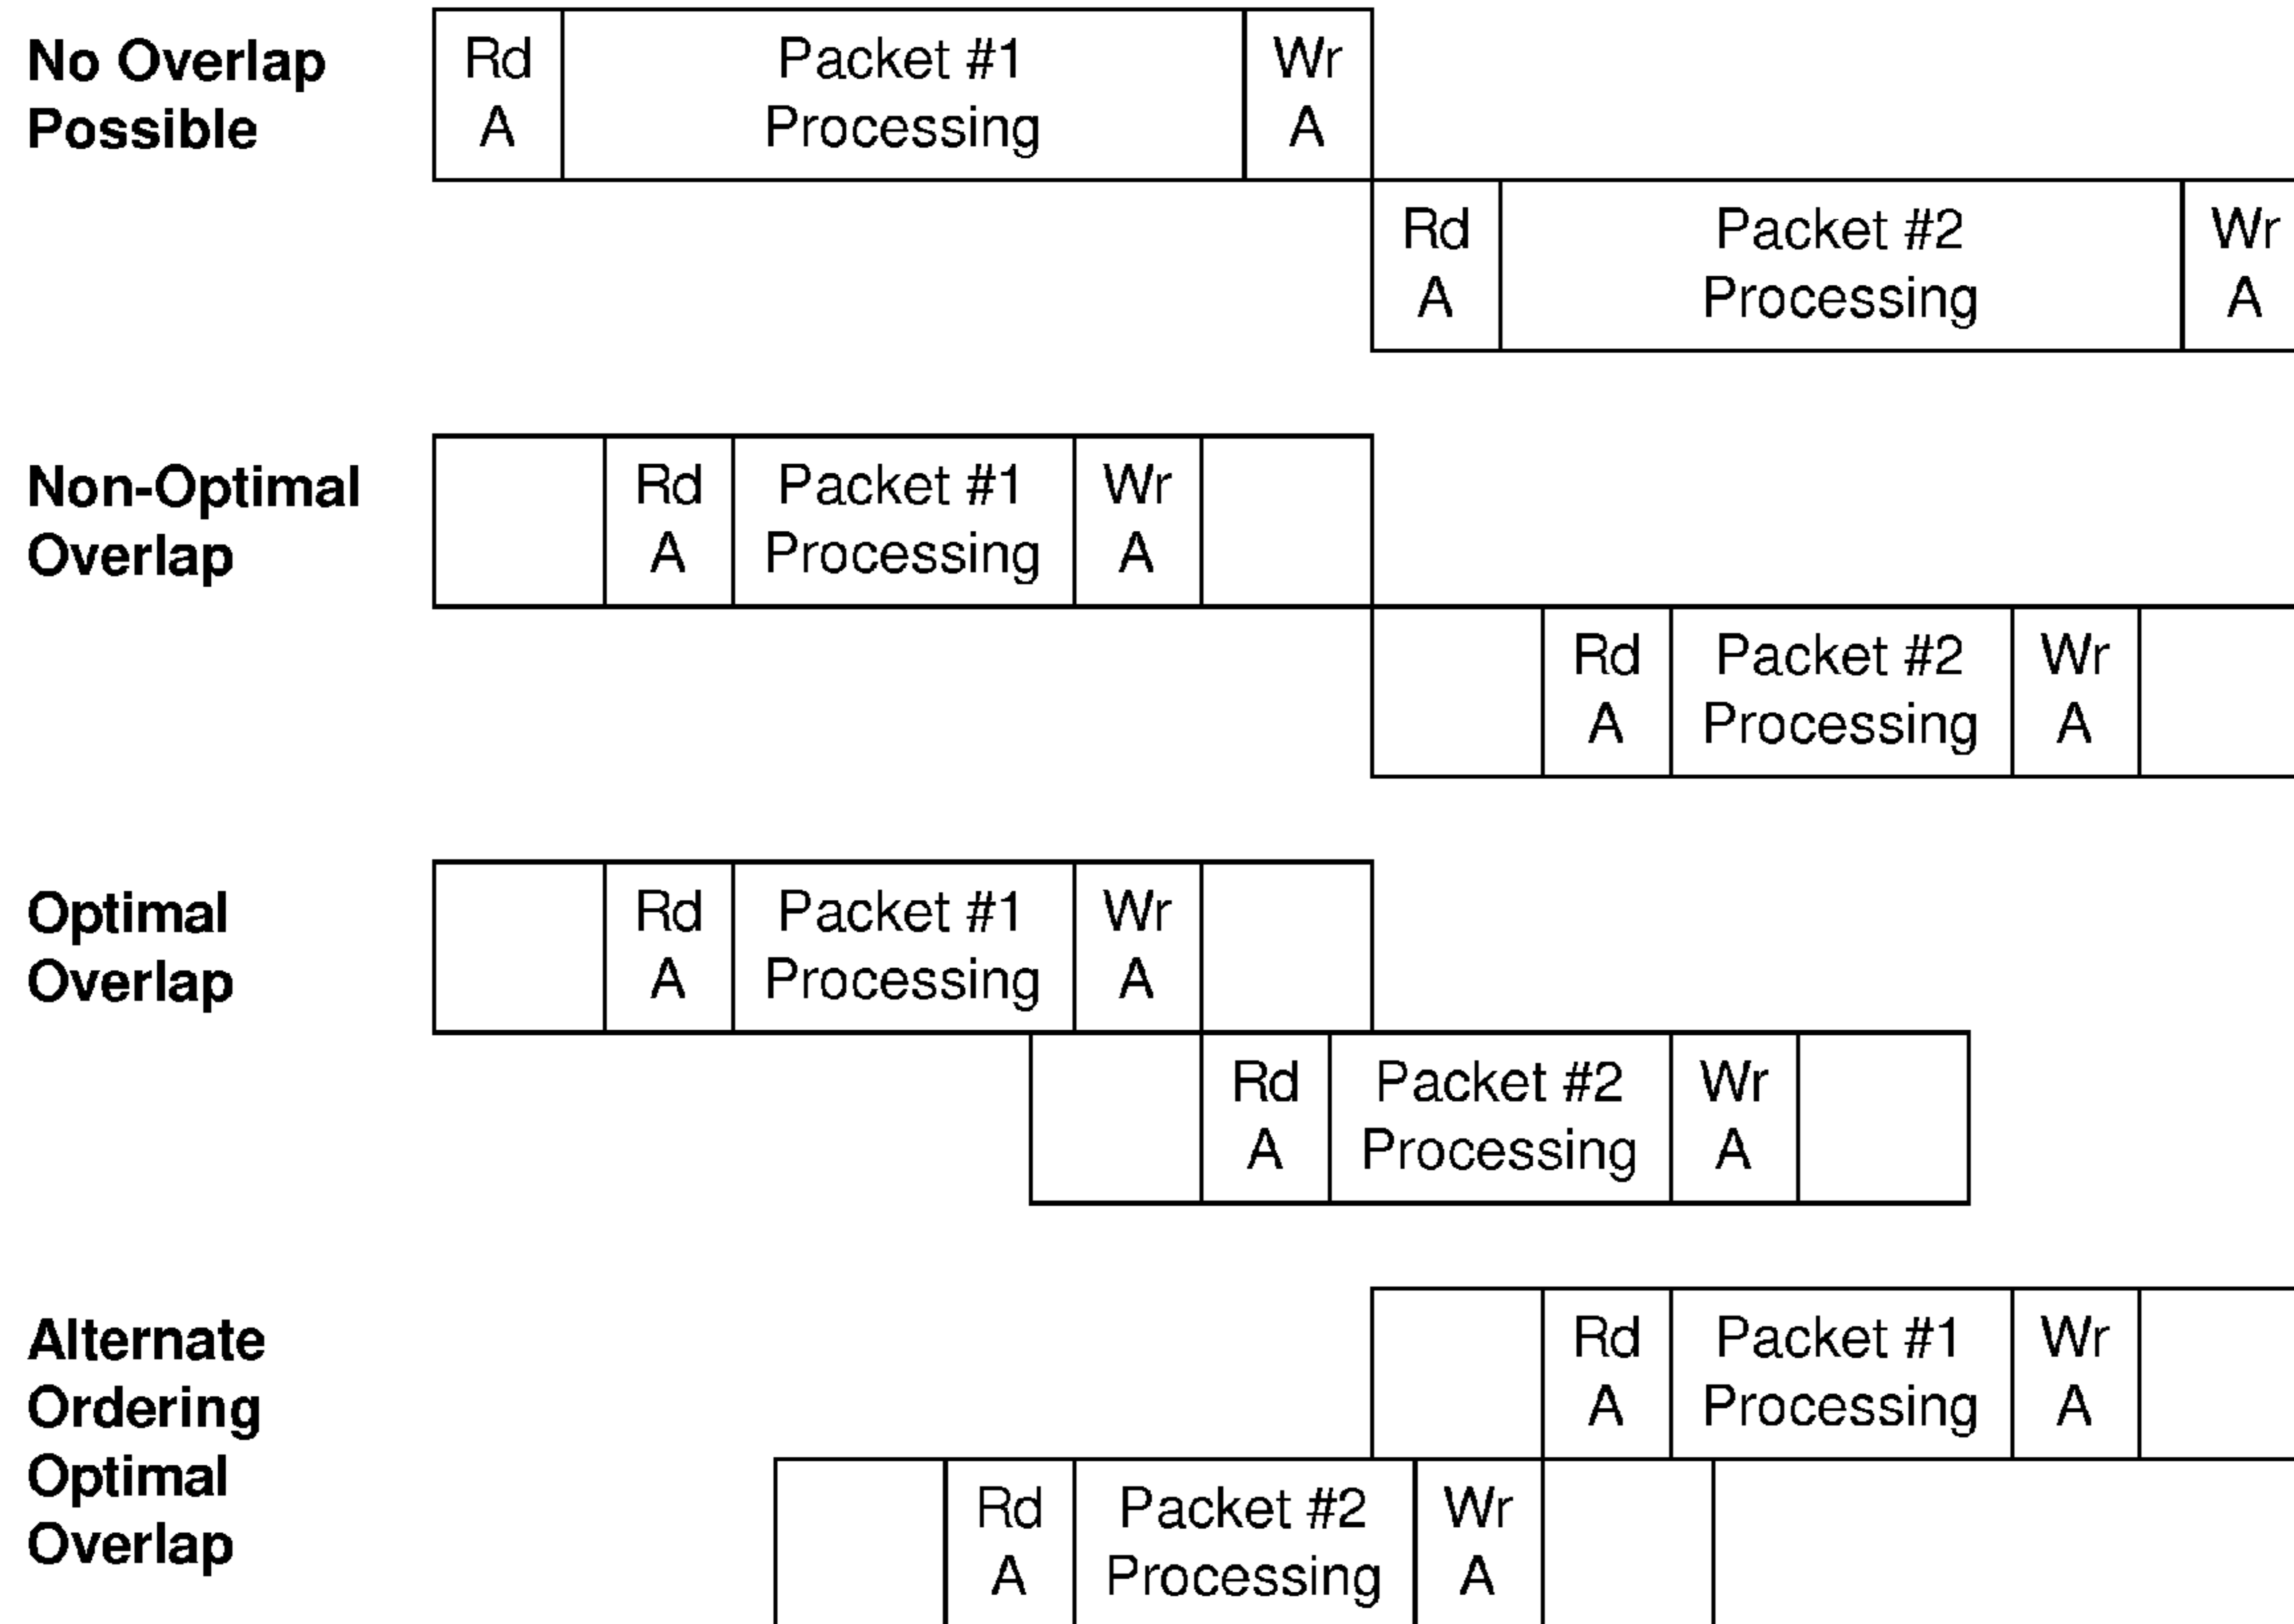 No Overlap
Possible
Rd
A
Packet #1
Processing
Wr
A
Rd
A
Packet #2
Processing
Wr
A
Non-Optimal
Overlap
Rd
A
Packet #1
Processing
Wr
A
Rd
A
Packet #2
Processing
Wr
A
Optimal
Overlap
Rd
A
Packet #1
Processing
Wr
A
Rd
A
Packet #2
Processing
Wr
A
Alternate
Ordering
Optimal
Overlap
Rd
A
Packet #1
Processing
Wr
A
Rd
A
Packet #2
Processing
Wr
A